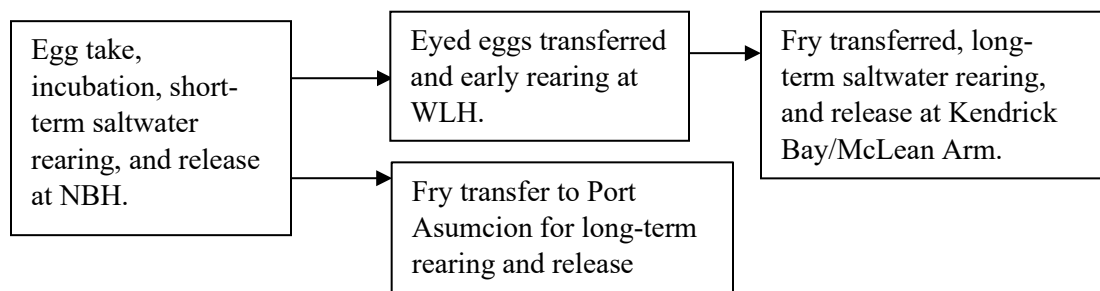 Egg take,
incubation, short-
term saltwater
rearing, and release
at NBH.
Eyed eggs transferred
and early rearing at
WLH.
Fry transferred, long-
term saltwater rearing,
and release at Kendrick
Bay/McLean Arm.
Fry transfer to Port
Asumcion for long-term
rearing and release